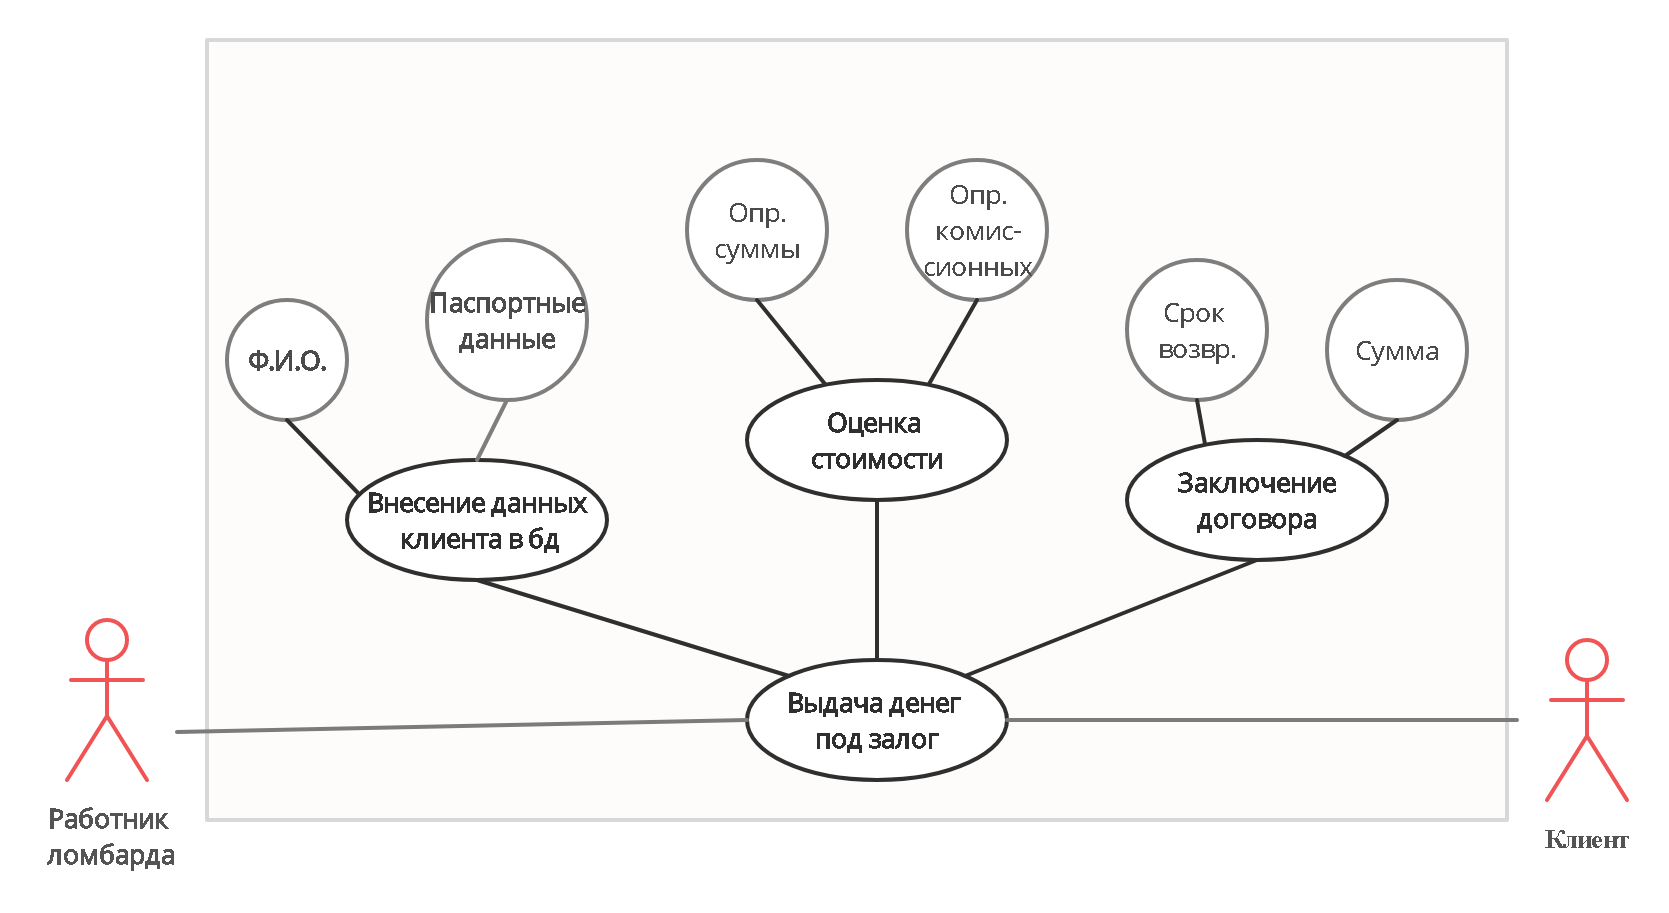 Опр.
суммы
Опр.
комис-
сионных
Паспортные
данные
Ф.И.О.
Срок
возвр.
Сумма
Оценка
стоимости
Внесение данных
клиента в бд
Заключение
договора
Выдача денег
под залог
Работник
ломбарда
Клиент